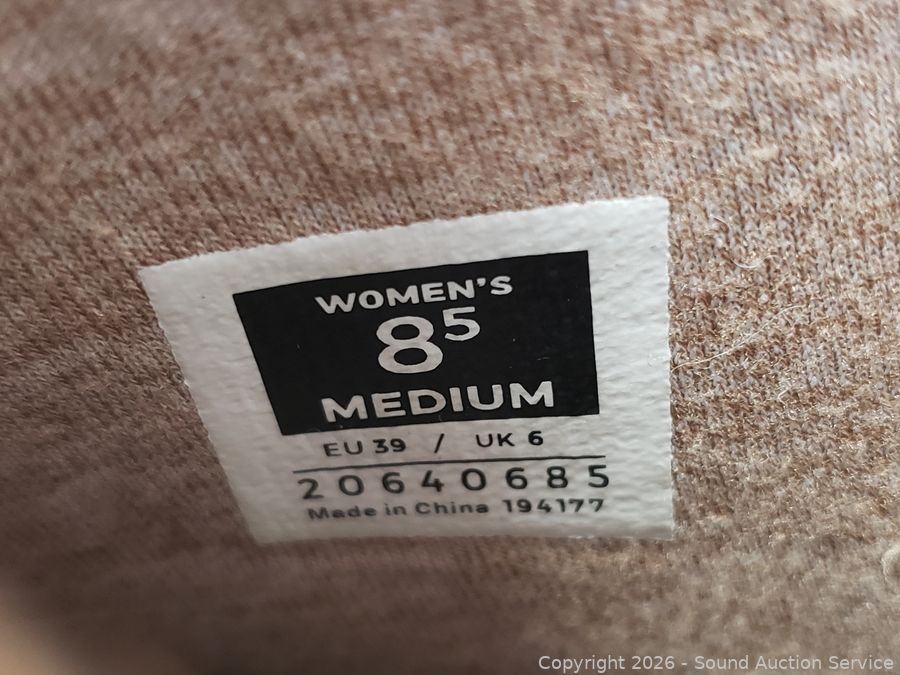 WOMEN'S
8⁵
MEDIUM
EU 39 / UK 6
20640685
Made in China 194177
Copyright 2026 - Sound Auction Service